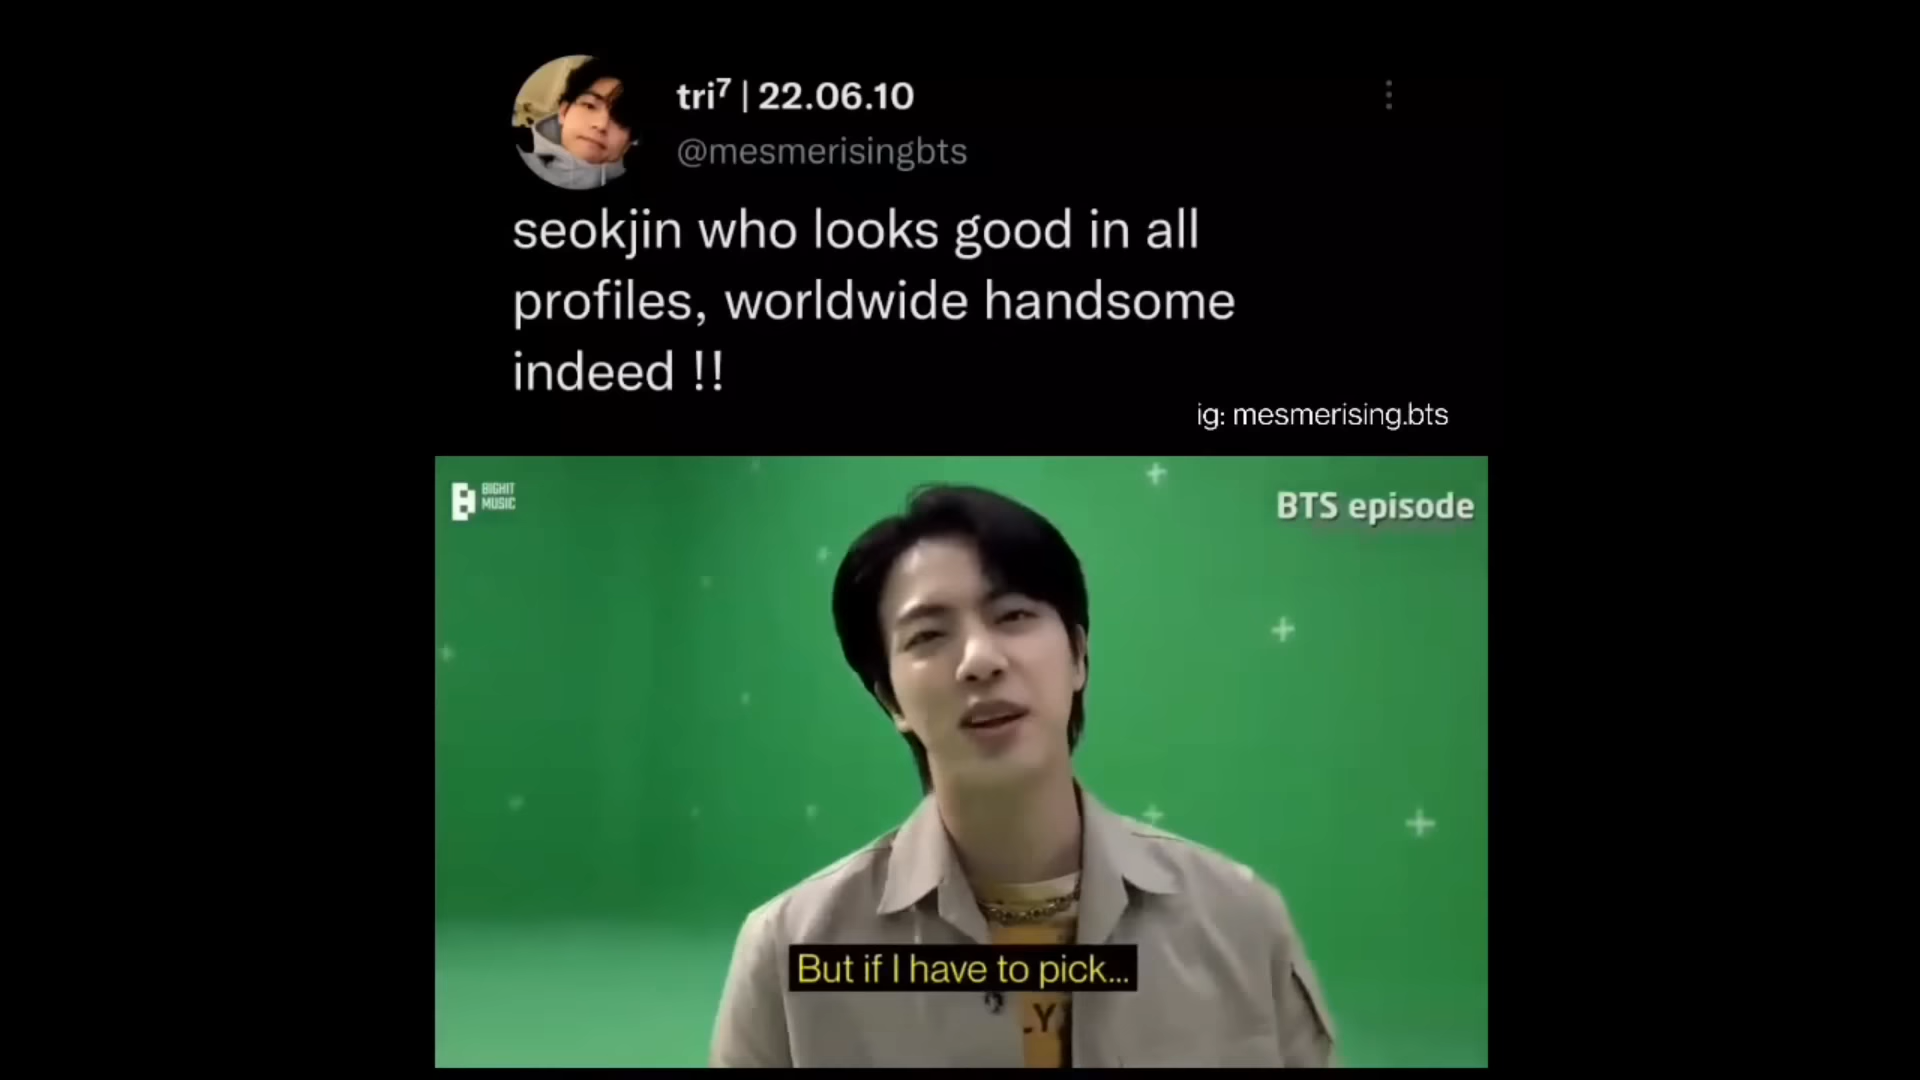 tri⁷ | 22.06.10
@mesmerisingbts
seokjin who looks good in all
profiles, worldwide handsome
indeed !!
ig: mesmerising.bts
BIGHIT
MUSIC
BTS episode
But if I have to pick...
LY